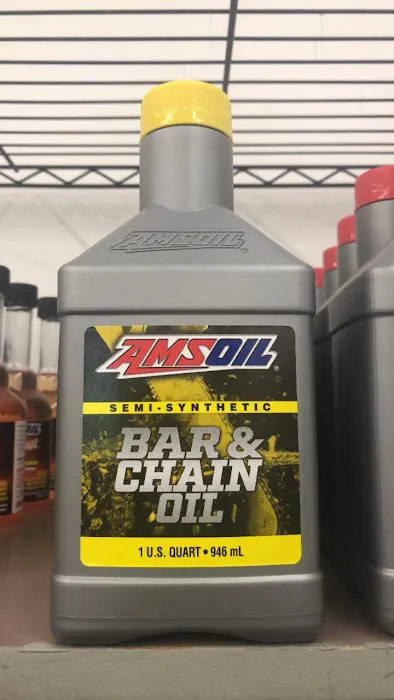 AMSOIL®
AMSOIL®
SEMI-SYNTHETIC
BAR &
CHAIN
OIL
1 U.S. QUART • 946 mL